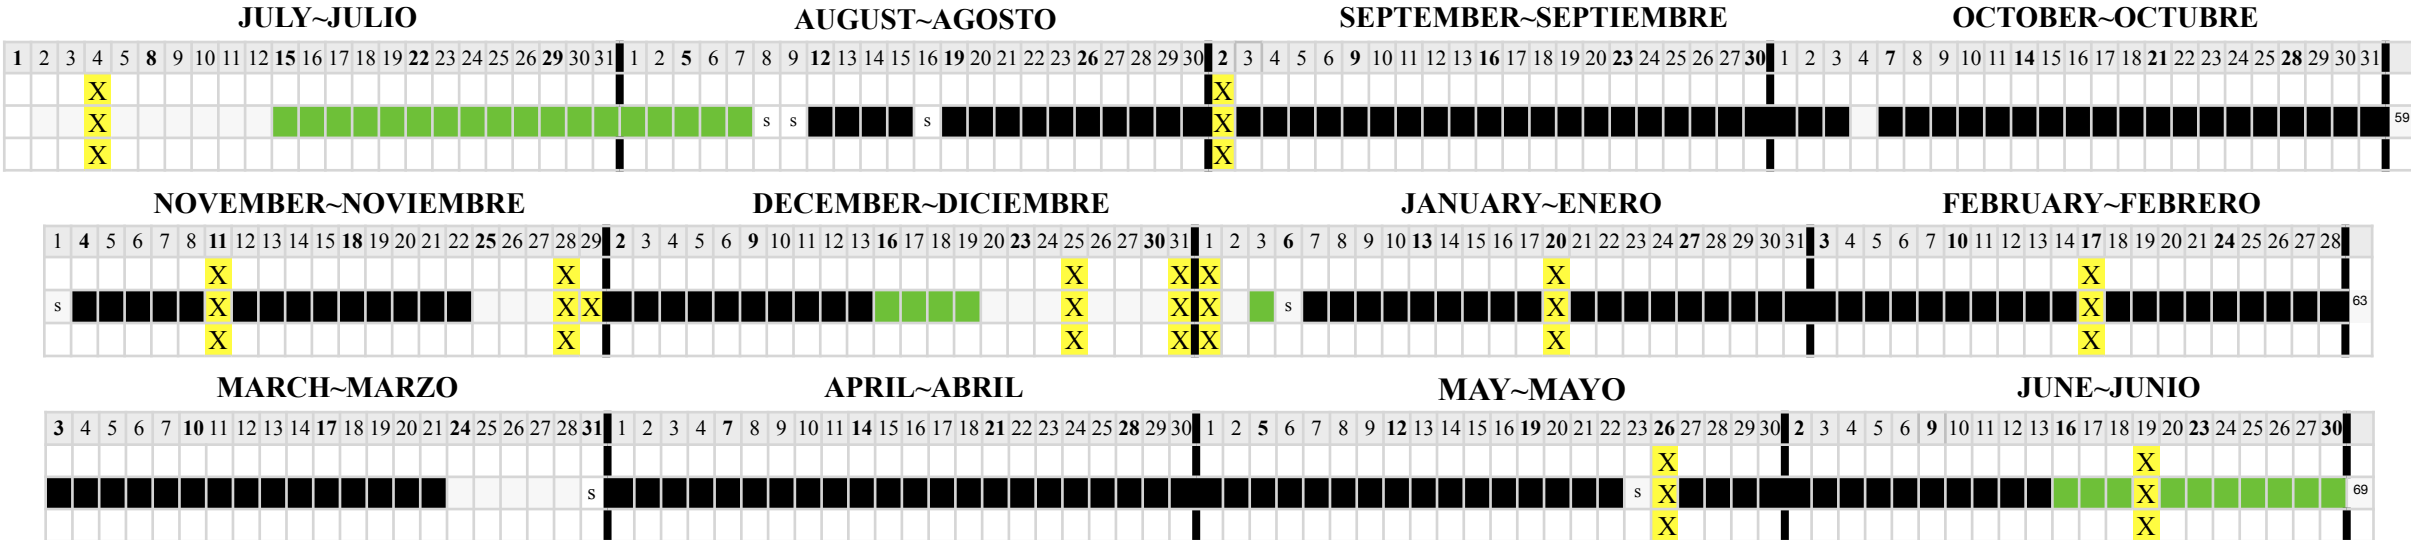 JULY~JULIO AUGUST~AGOSTO SEPTEMBER~SEPTIEMBRE OCTOBER~OCTUBRE
1 2 3 4 5 8 9 10 11 12 15 16 17 18 19 22 23 24 25 26 29 30 31 1 2 5 6 7 8 9 12 13 14 15 16 19 20 21 22 23 26 27 28 29 30 2 3 4 5 6 9 10 11 12 13 16 17 18 19 20 23 24 25 26 27 30 1 2 3 4 7 8 9 10 11 14 15 16 17 18 21 22 23 24 25 28 29 30 31
X X
X s s s X 59
X X
NOVEMBER~NOVIEMBRE DECEMBER~DICIEMBRE JANUARY~ENERO FEBRUARY~FEBRERO
1 4 5 6 7 8 11 12 13 14 15 18 19 20 21 22 25 26 27 28 29 2 3 4 5 6 9 10 11 12 13 16 17 18 19 20 23 24 25 26 27 30 31 1 2 3 6 7 8 9 10 13 14 15 16 17 20 21 22 23 24 27 28 29 30 31 3 4 5 6 7 10 11 12 13 14 17 18 19 20 21 24 25 26 27 28
X X X X X X X
s X X X X X X s X X 63
X X X X X X X
MARCH~MARZO APRIL~ABRIL MAY~MAYO JUNE~JUNIO
3 4 5 6 7 10 11 12 13 14 17 18 19 20 21 24 25 26 27 28 31 1 2 3 4 7 8 9 10 11 14 15 16 17 18 21 22 23 24 25 28 29 30 1 2 5 6 7 8 9 12 13 14 15 16 19 20 21 22 23 26 27 28 29 30 2 3 4 5 6 9 10 11 12 13 16 17 18 19 20 23 24 25 26 27 30
X X
s s X X 69
X X